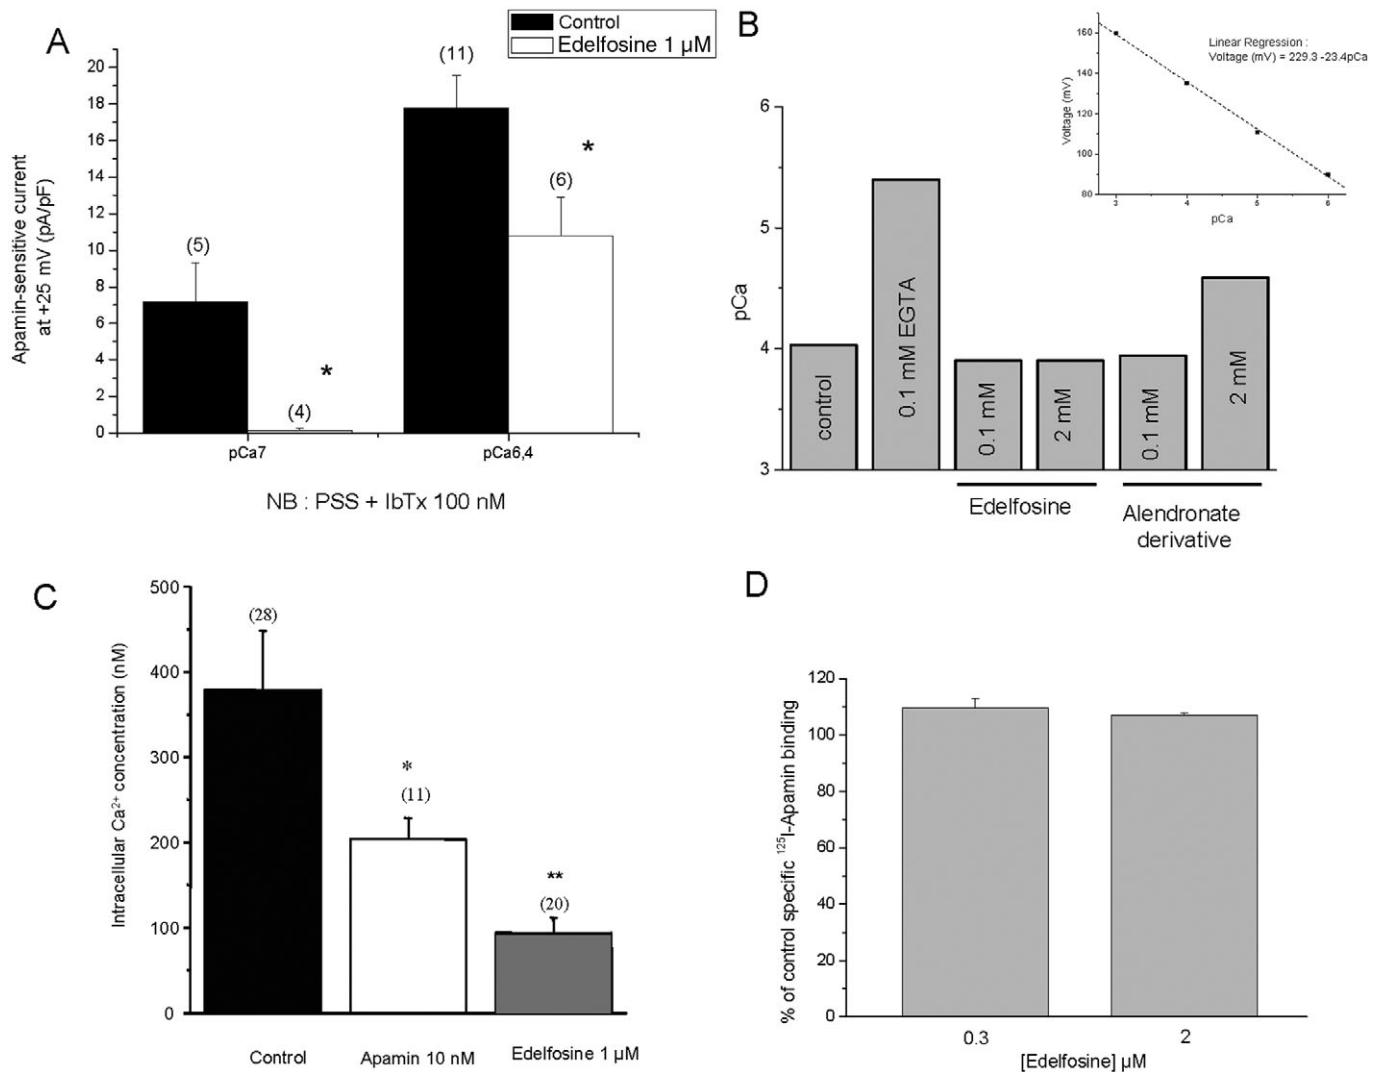 A
Control
Edelfosine 1 µM
Apamin-sensitive current
at +25 mV (pA/pF)
20
18
16
14
12
10
8
6
4
2
0
(5)
*
(4)
(11)
*
(6)
pCa7
pCa6,4
NB : PSS + IbTx 100 nM
B
Voltage (mV)
160
140
120
100
80
Linear Regression :
Voltage (mV) = 229.3 -23.4pCa
3
4
5
6
pCa
pCa
6
5
4
3
control
0.1 mM EGTA
0.1 mM
2 mM
0.1 mM
2 mM
Edelfosine
Alendronate
derivative
C
Intracellular Ca²⁺ concentration (nM)
500
400
300
200
100
0
(28)
*
(11)
**
(20)
Control
Apamin 10 nM
Edelfosine 1 µM
D
% of control specific ¹²⁵I-Apamin binding
120
100
80
60
40
20
0
0.3
2
[Edelfosine] µM